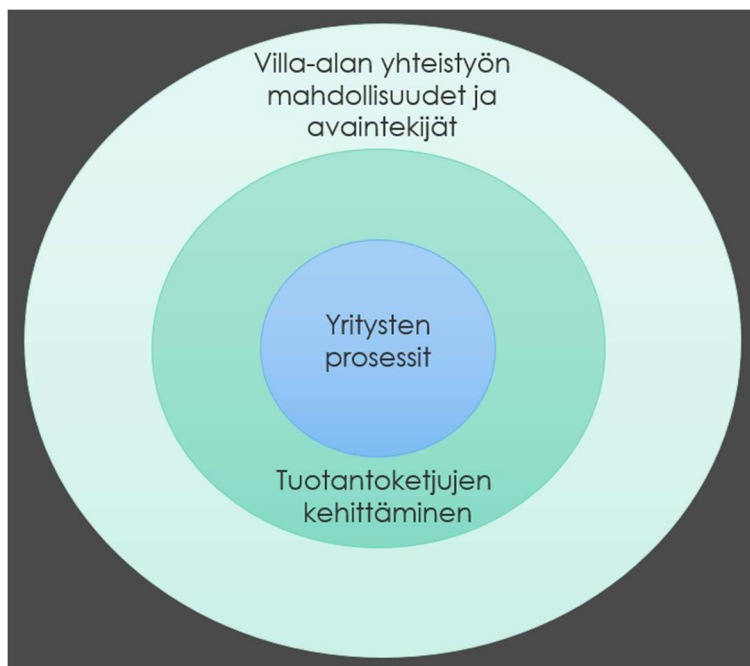 Villa-alan yhteistyön
mahdollisuudet ja
avaintekijät
Yritysten
prosessit
Tuotantoketjujen
kehittäminen